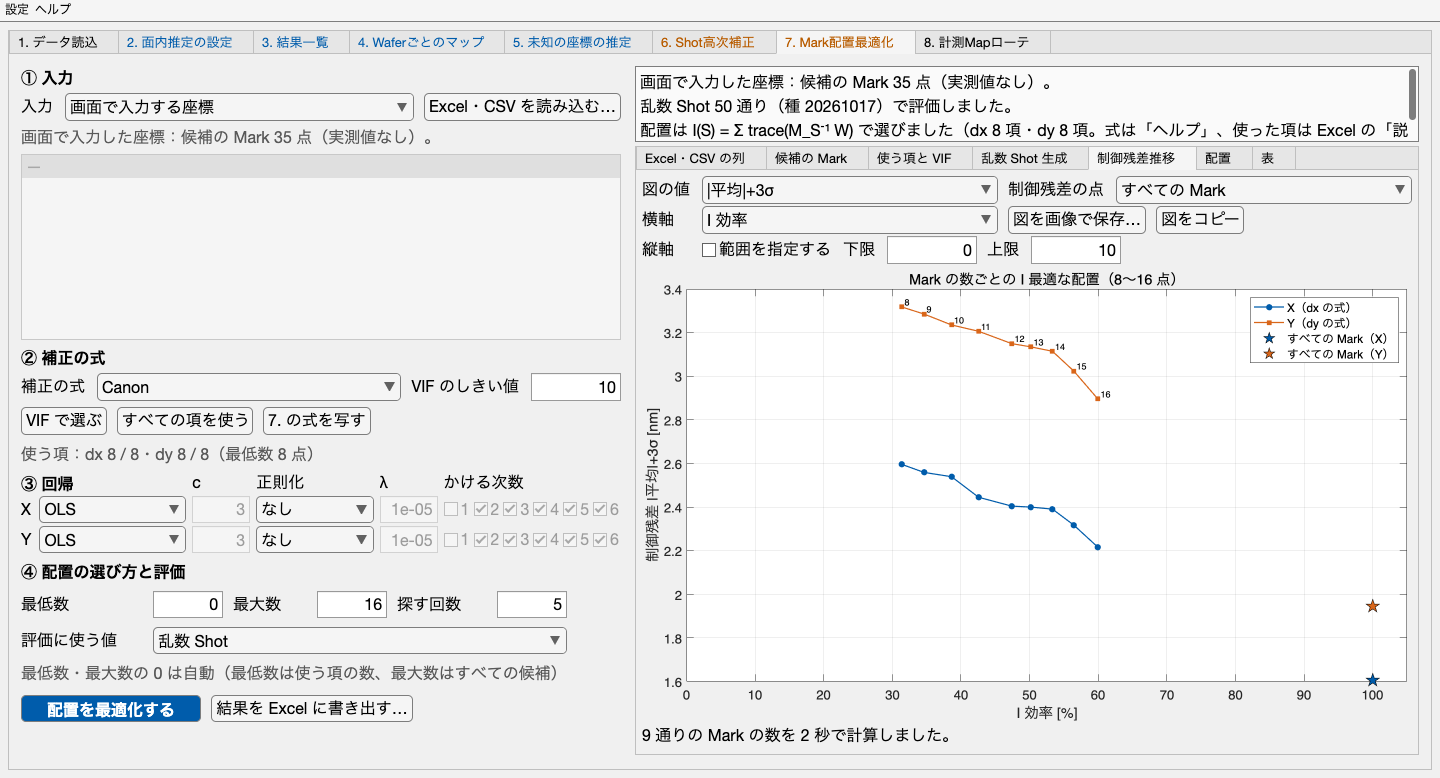 設定 ヘルプ
1. データ読込 2. 面内推定の設定 3. 結果一覧 4. Waferごとのマップ 5. 未知の座標の推定 6. Shot高次補正 7. Mark配置最適化 8. 計測Mapローテ
① 入力
入力 画面で入力する座標 Excel・CSV を読み込む...
画面で入力した座標：候補の Mark 35 点（実測値なし）。
—
② 補正の式
補正の式 Canon VIF のしきい値 10
VIF で選ぶ すべての項を使う 7. の式を写す
使う項：dx 8 / 8・dy 8 / 8（最低数 8 点）
③ 回帰 c 正則化 λ かける次数
X OLS 3 なし 1e-05 1 2 3 4 5 6
Y OLS 3 なし 1e-05 1 2 3 4 5 6
④ 配置の選び方と評価
最低数 0 最大数 16 探す回数 5
評価に使う値 乱数 Shot
最低数・最大数の 0 は自動（最低数は使う項の数、最大数はすべての候補）
配置を最適化する 結果を Excel に書き出す...
画面で入力した座標：候補の Mark 35 点（実測値なし）。
乱数 Shot 50 通り（種 20261017）で評価しました。
配置は I(S) = Σ trace(M_S⁻¹ W) で選びました（dx 8 項・dy 8 項。式は「ヘルプ」、使った項は Excel の「説
Excel・CSV の列 候補の Mark 使う項と VIF 乱数 Shot 生成 制御残差推移 配置 表
図の値 |平均|+3σ 制御残差の点 すべての Mark
横軸 I 効率 図を画像で保存... 図をコピー
縦軸 範囲を指定する 下限 0 上限 10
Mark の数ごとの I 最適な配置（8～16 点）
3.4
3.2
3
2.8
2.6
2.4
2.2
2
1.8
1.6
制御残差 |平均|+3σ [nm]
8
9
10
11
12
13
14
15
16
X（dx の式）
Y（dy の式）
すべての Mark（X）
すべての Mark（Y）
0 10 20 30 40 50 60 70 80 90 100
I 効率 [%]
9 通りの Mark の数を 2 秒で計算しました。